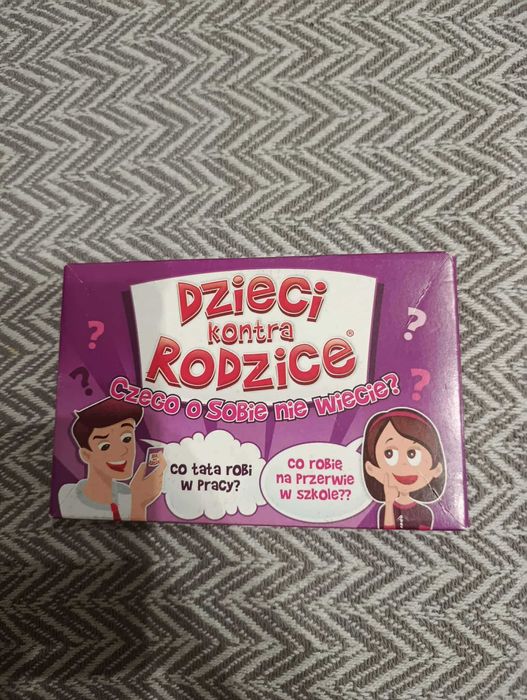 Dzieci
kontra
Rodzice®
Czego o sobie nie wiecie?
co tata robi
w pracy?
co robię
na przerwie
w szkole??